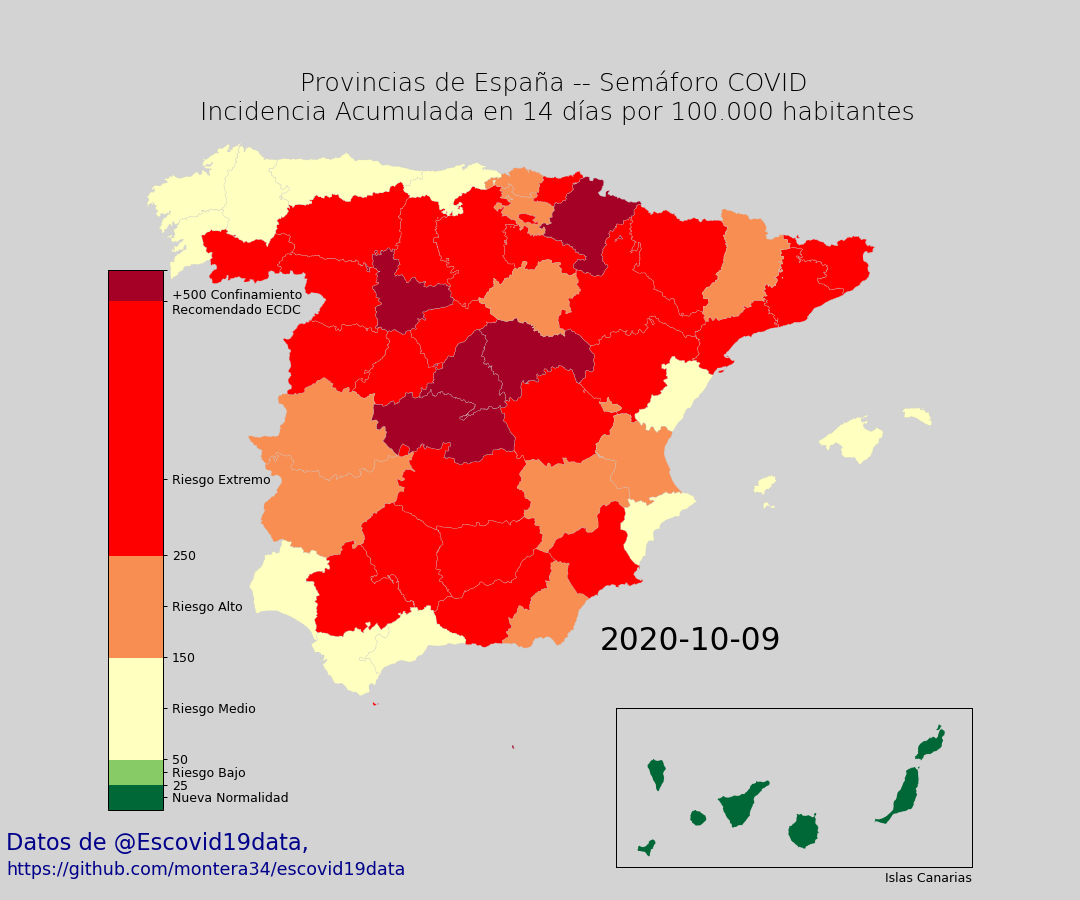 Provincias de España -- Semáforo COVID
Incidencia Acumulada en 14 días por 100.000 habitantes
+500 Confinamiento
Recomendado ECDC
Riesgo Extremo
250
Riesgo Alto
150
Riesgo Medio
50
Riesgo Bajo
25
Nueva Normalidad
2020-10-09
Islas Canarias
Datos de @Escovid19data,
https://github.com/montera34/escovid19data